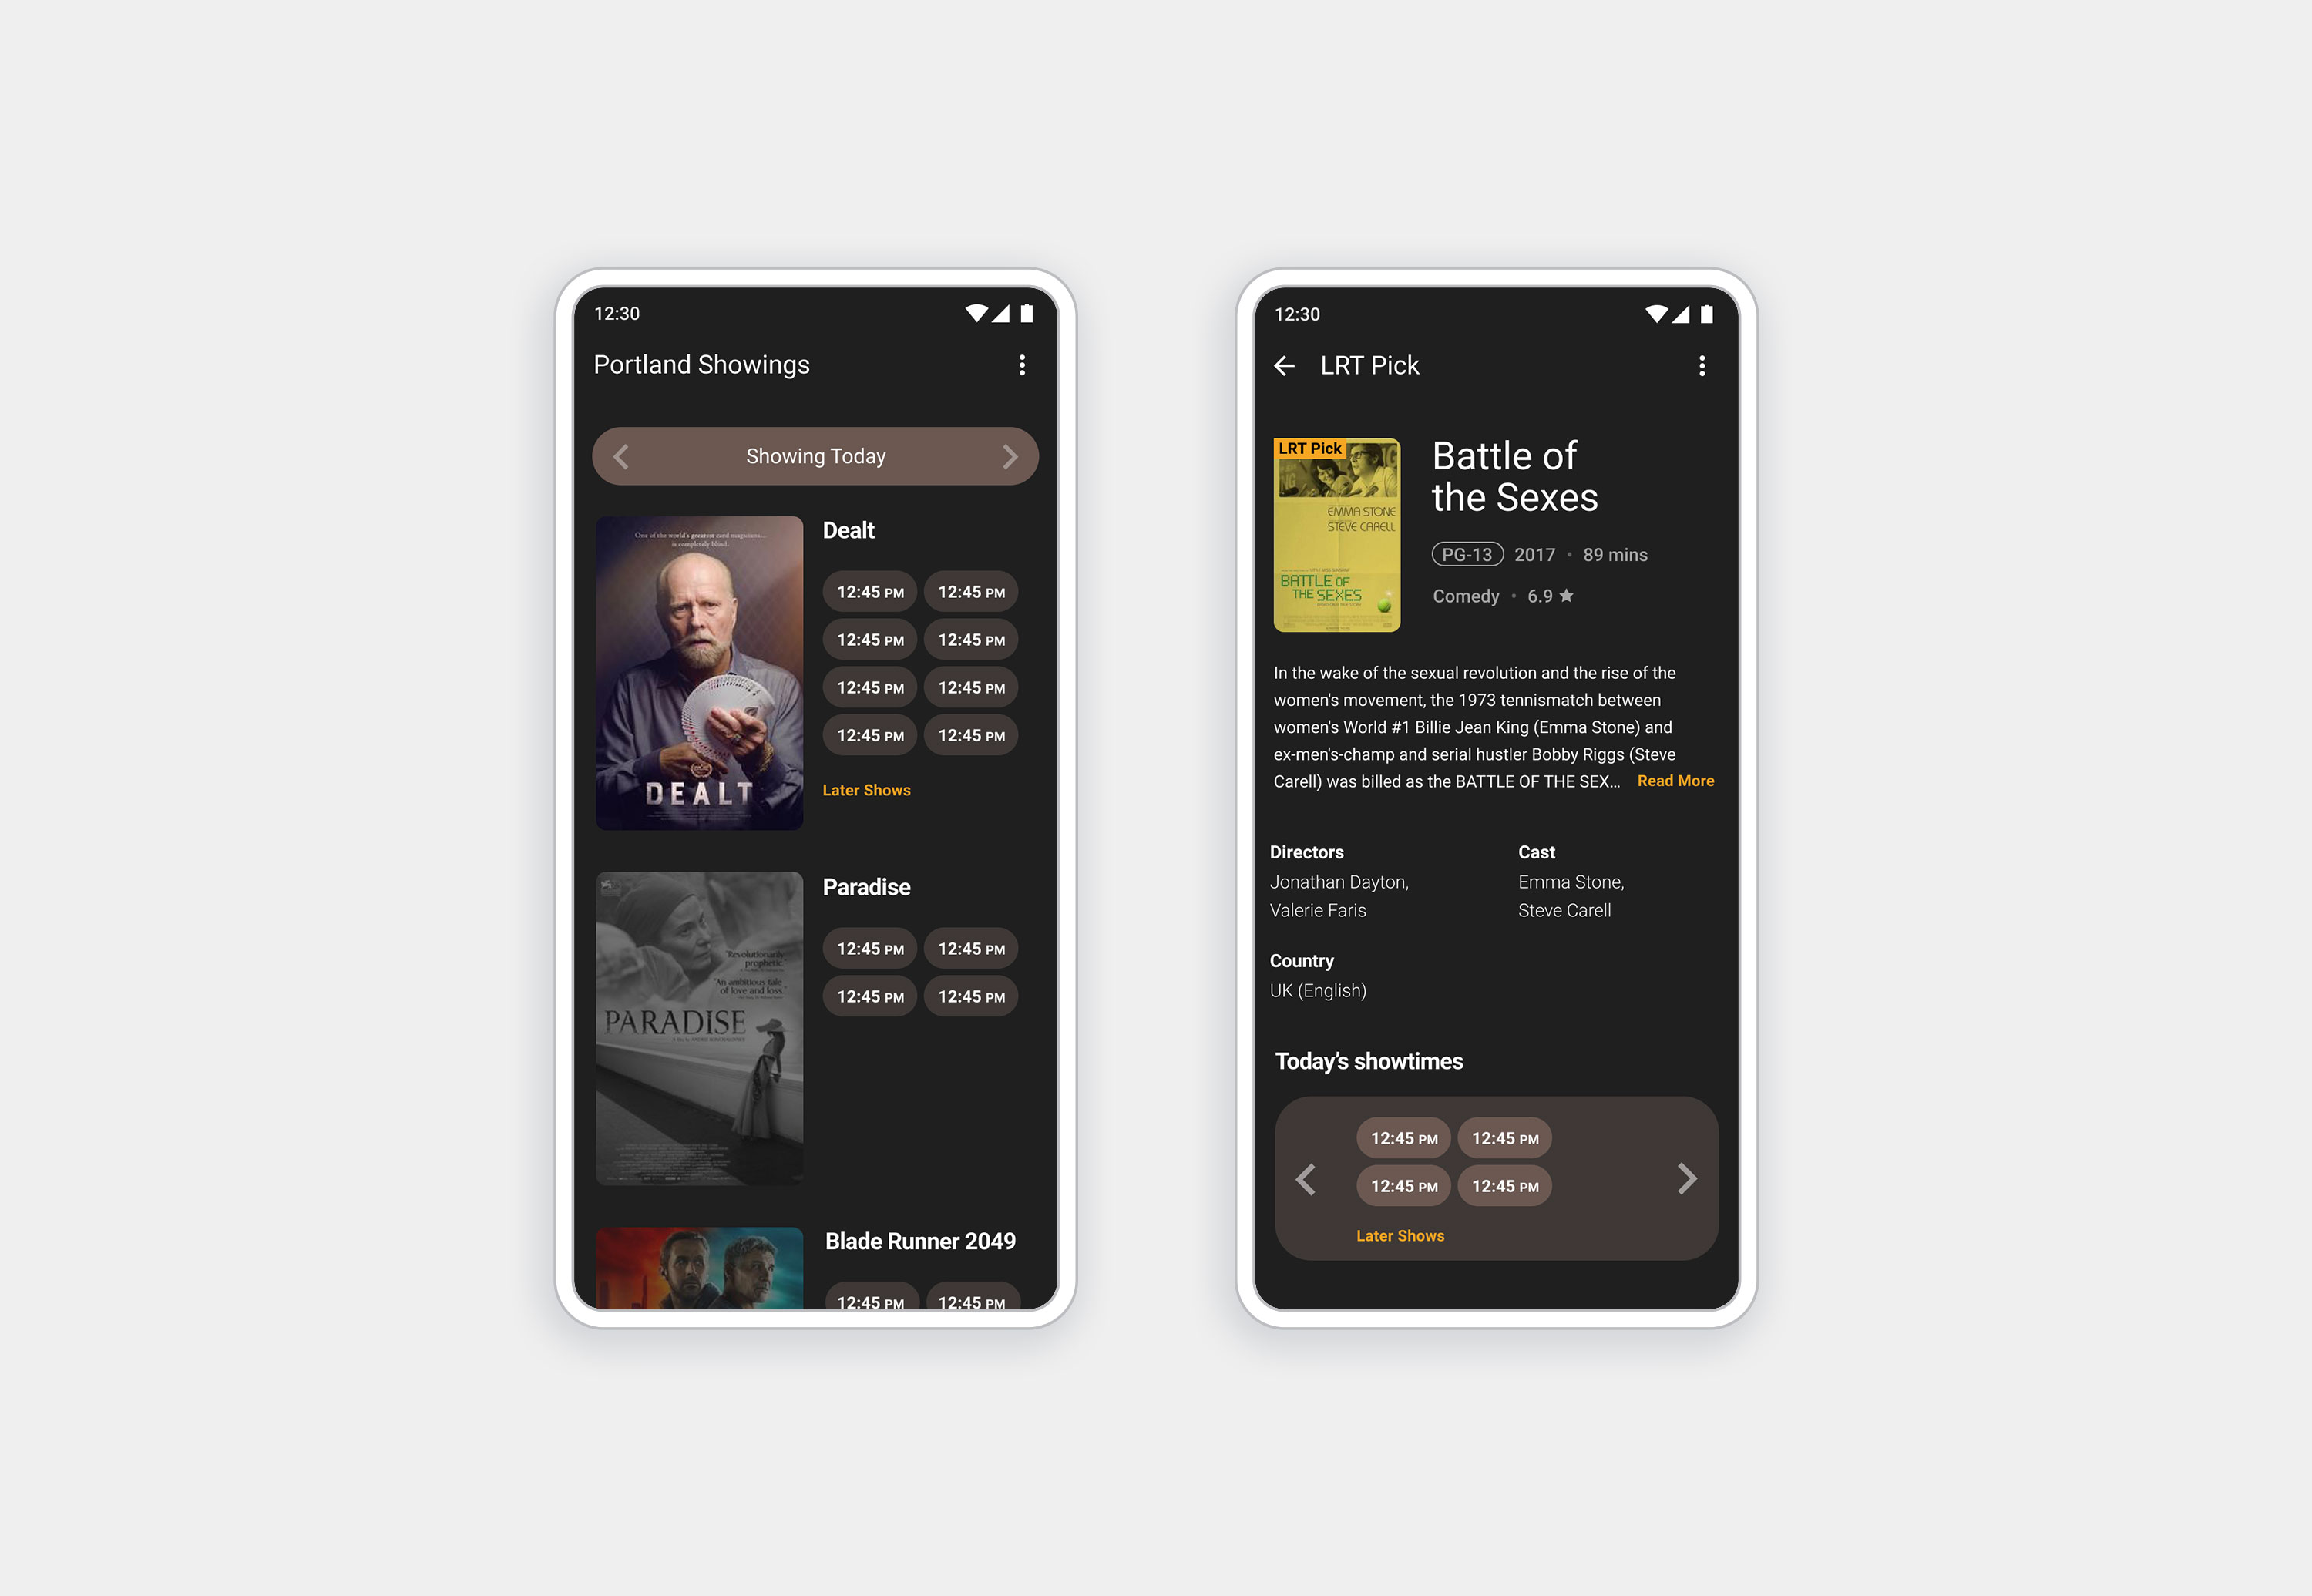 12:30
Portland Showings
Showing Today
One of the world's greatest card magicians...
is completely blind.
DEALT
Dealt
12:45 PM 12:45 PM
12:45 PM 12:45 PM
12:45 PM 12:45 PM
12:45 PM 12:45 PM
Later Shows
"Revolutionarily
prophetic"
"An ambitious tale
of love and loss."
PARADISE
Paradise
12:45 PM 12:45 PM
12:45 PM 12:45 PM
Blade Runner 2049
12:45 PM 12:45 PM
12:30
LRT Pick
LRT Pick
EMMA STONE
STEVE CARELL
BATTLE OF
THE SEXES
Battle of
the Sexes
PG-13 2017 • 89 mins
Comedy • 6.9 ★
In the wake of the sexual revolution and the rise of the
women's movement, the 1973 tennismatch between
women's World #1 Billie Jean King (Emma Stone) and
ex-men's-champ and serial hustler Bobby Riggs (Steve
Carell) was billed as the BATTLE OF THE SEX... Read More
Directors
Jonathan Dayton,
Valerie Faris
Cast
Emma Stone,
Steve Carell
Country
UK (English)
Today's showtimes
12:45 PM 12:45 PM
12:45 PM 12:45 PM
Later Shows